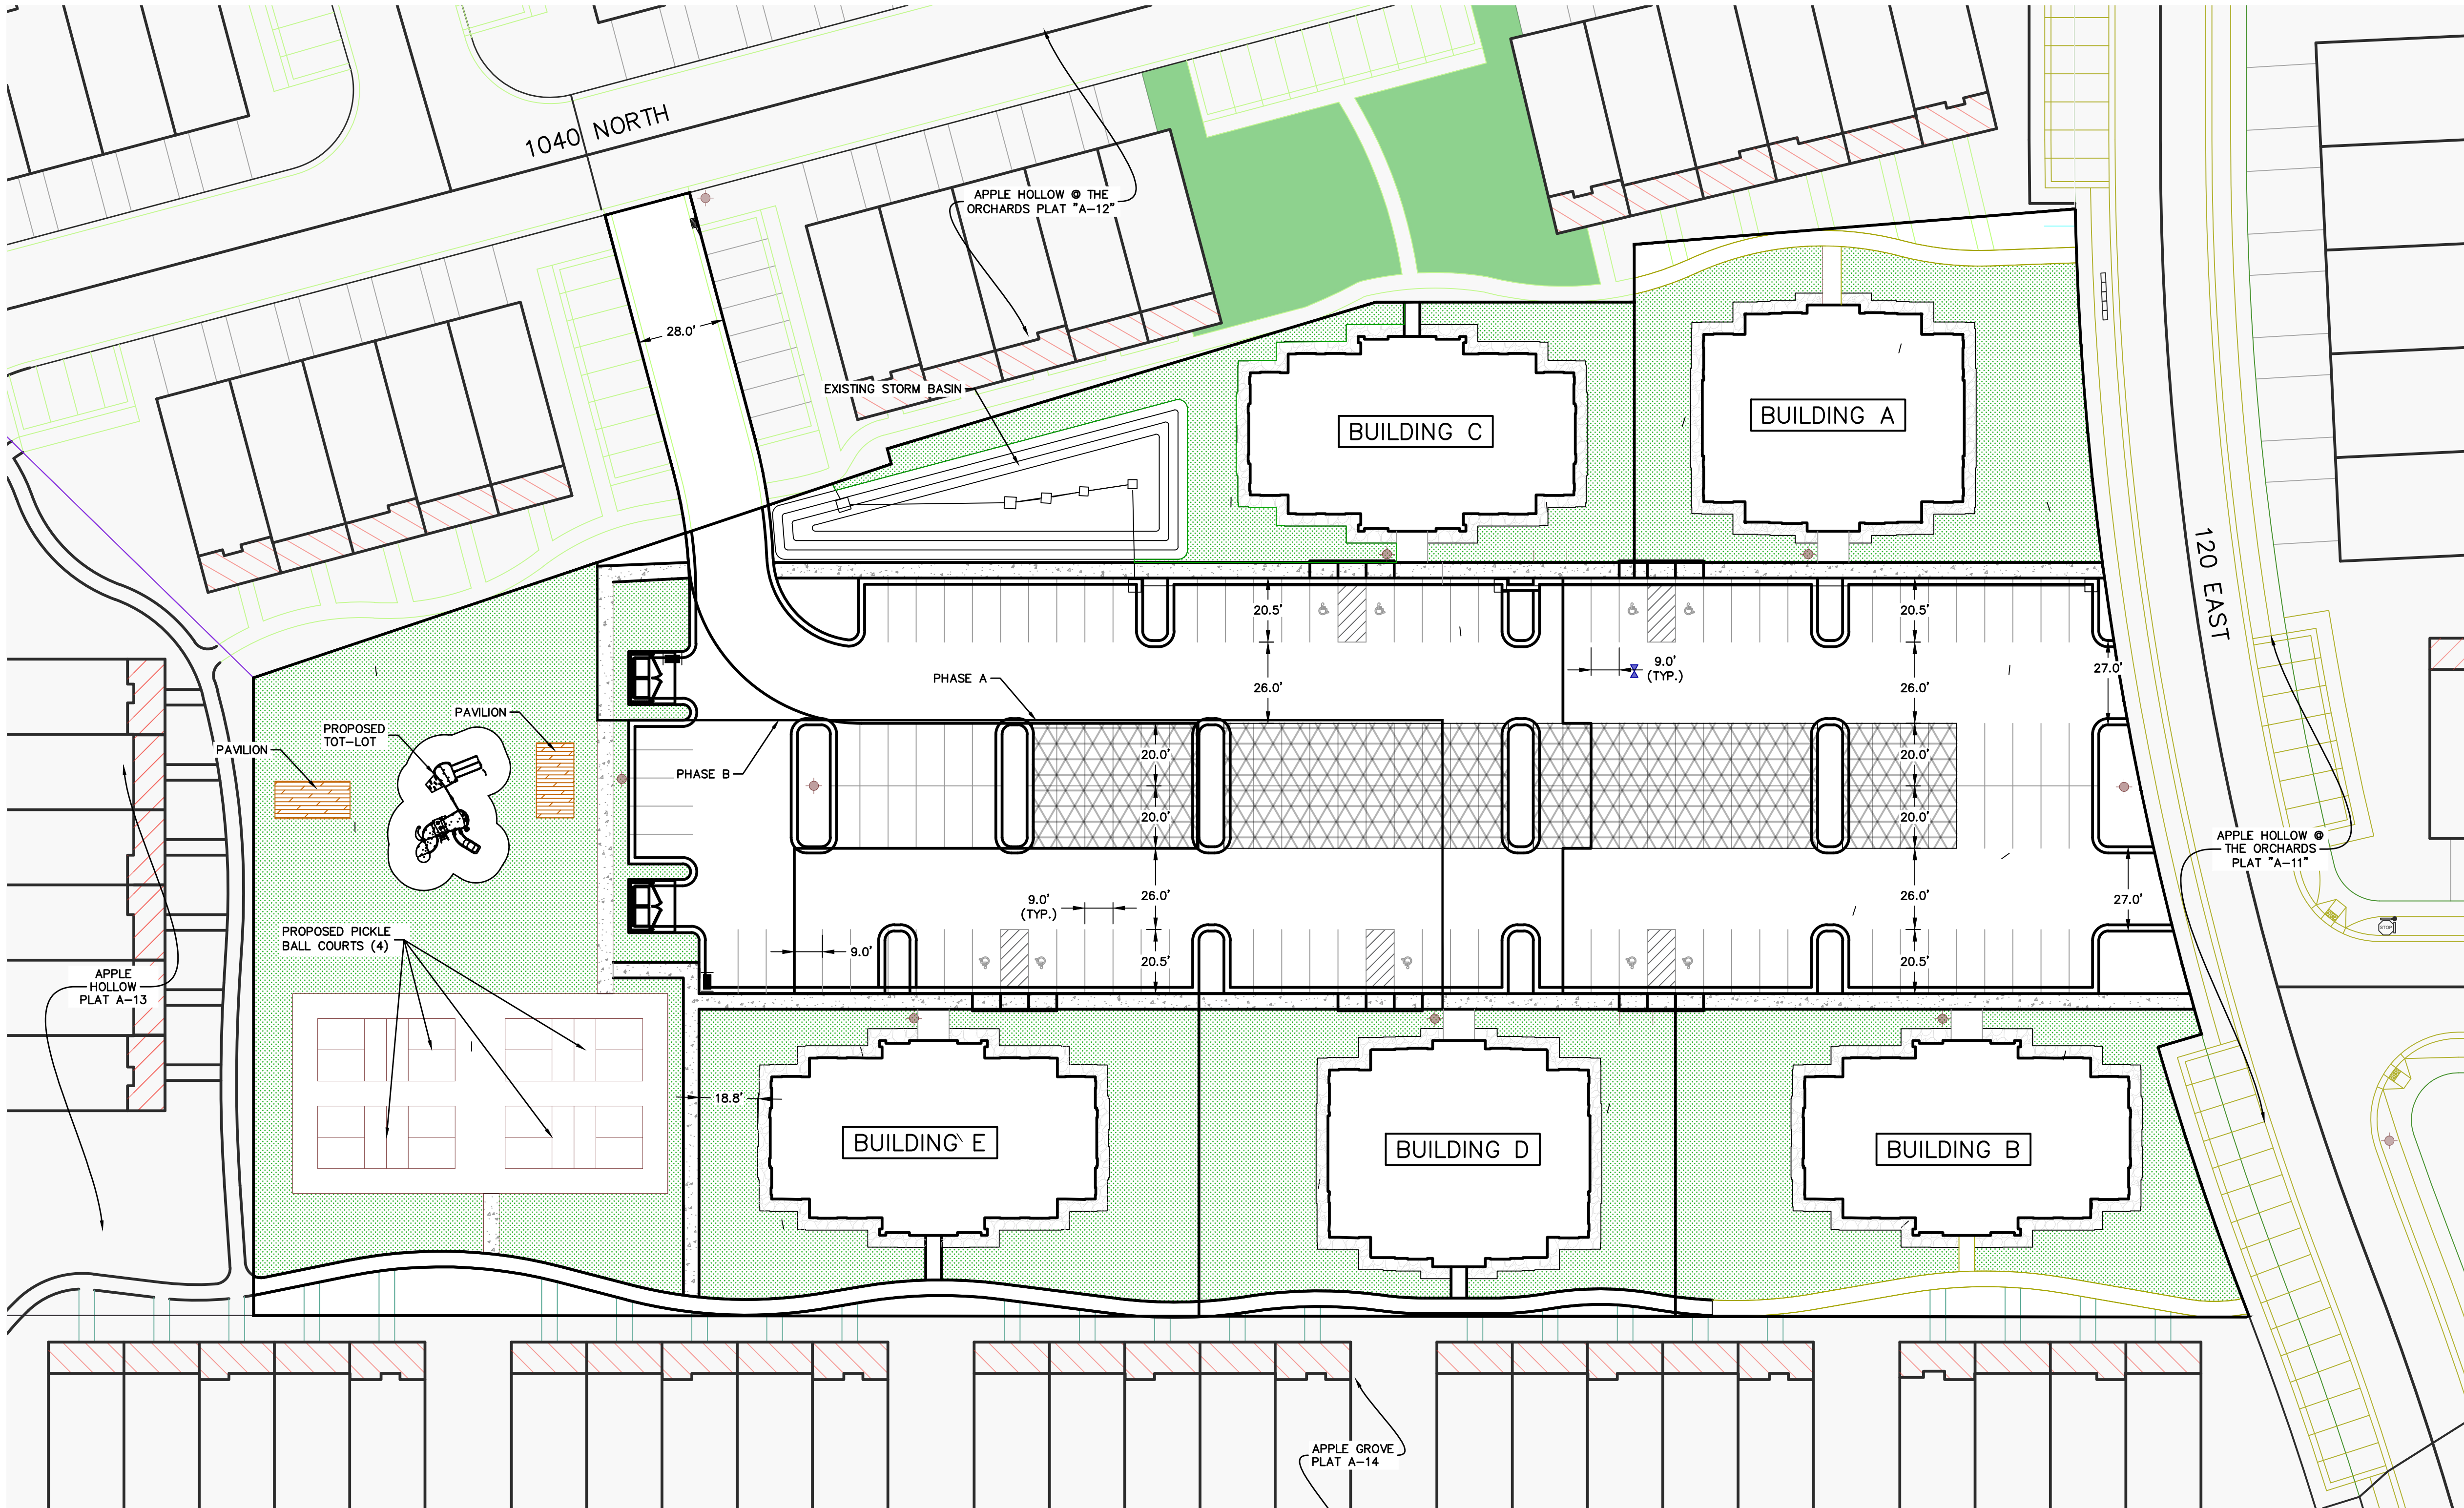 1040 NORTH
APPLE HOLLOW @ THE
ORCHARDS PLAT "A-12"
28.0'
EXISTING STORM BASIN
BUILDING C
BUILDING A
120 EAST
20.5'
20.5'
9.0'
(TYP.)
27.0'
PHASE A
26.0'
26.0'
PAVILION
PROPOSED
TOT-LOT
PAVILION
PHASE B
20.0'
20.0'
20.0'
20.0'
APPLE HOLLOW @
THE ORCHARDS
PLAT "A-11"
26.0'
26.0'
27.0'
9.0'
(TYP.)
STOP
PROPOSED PICKLE
BALL COURTS (4)
9.0'
20.5'
20.5'
APPLE
HOLLOW
PLAT A-13
18.8'
BUILDING E
BUILDING D
BUILDING B
APPLE GROVE
PLAT A-14